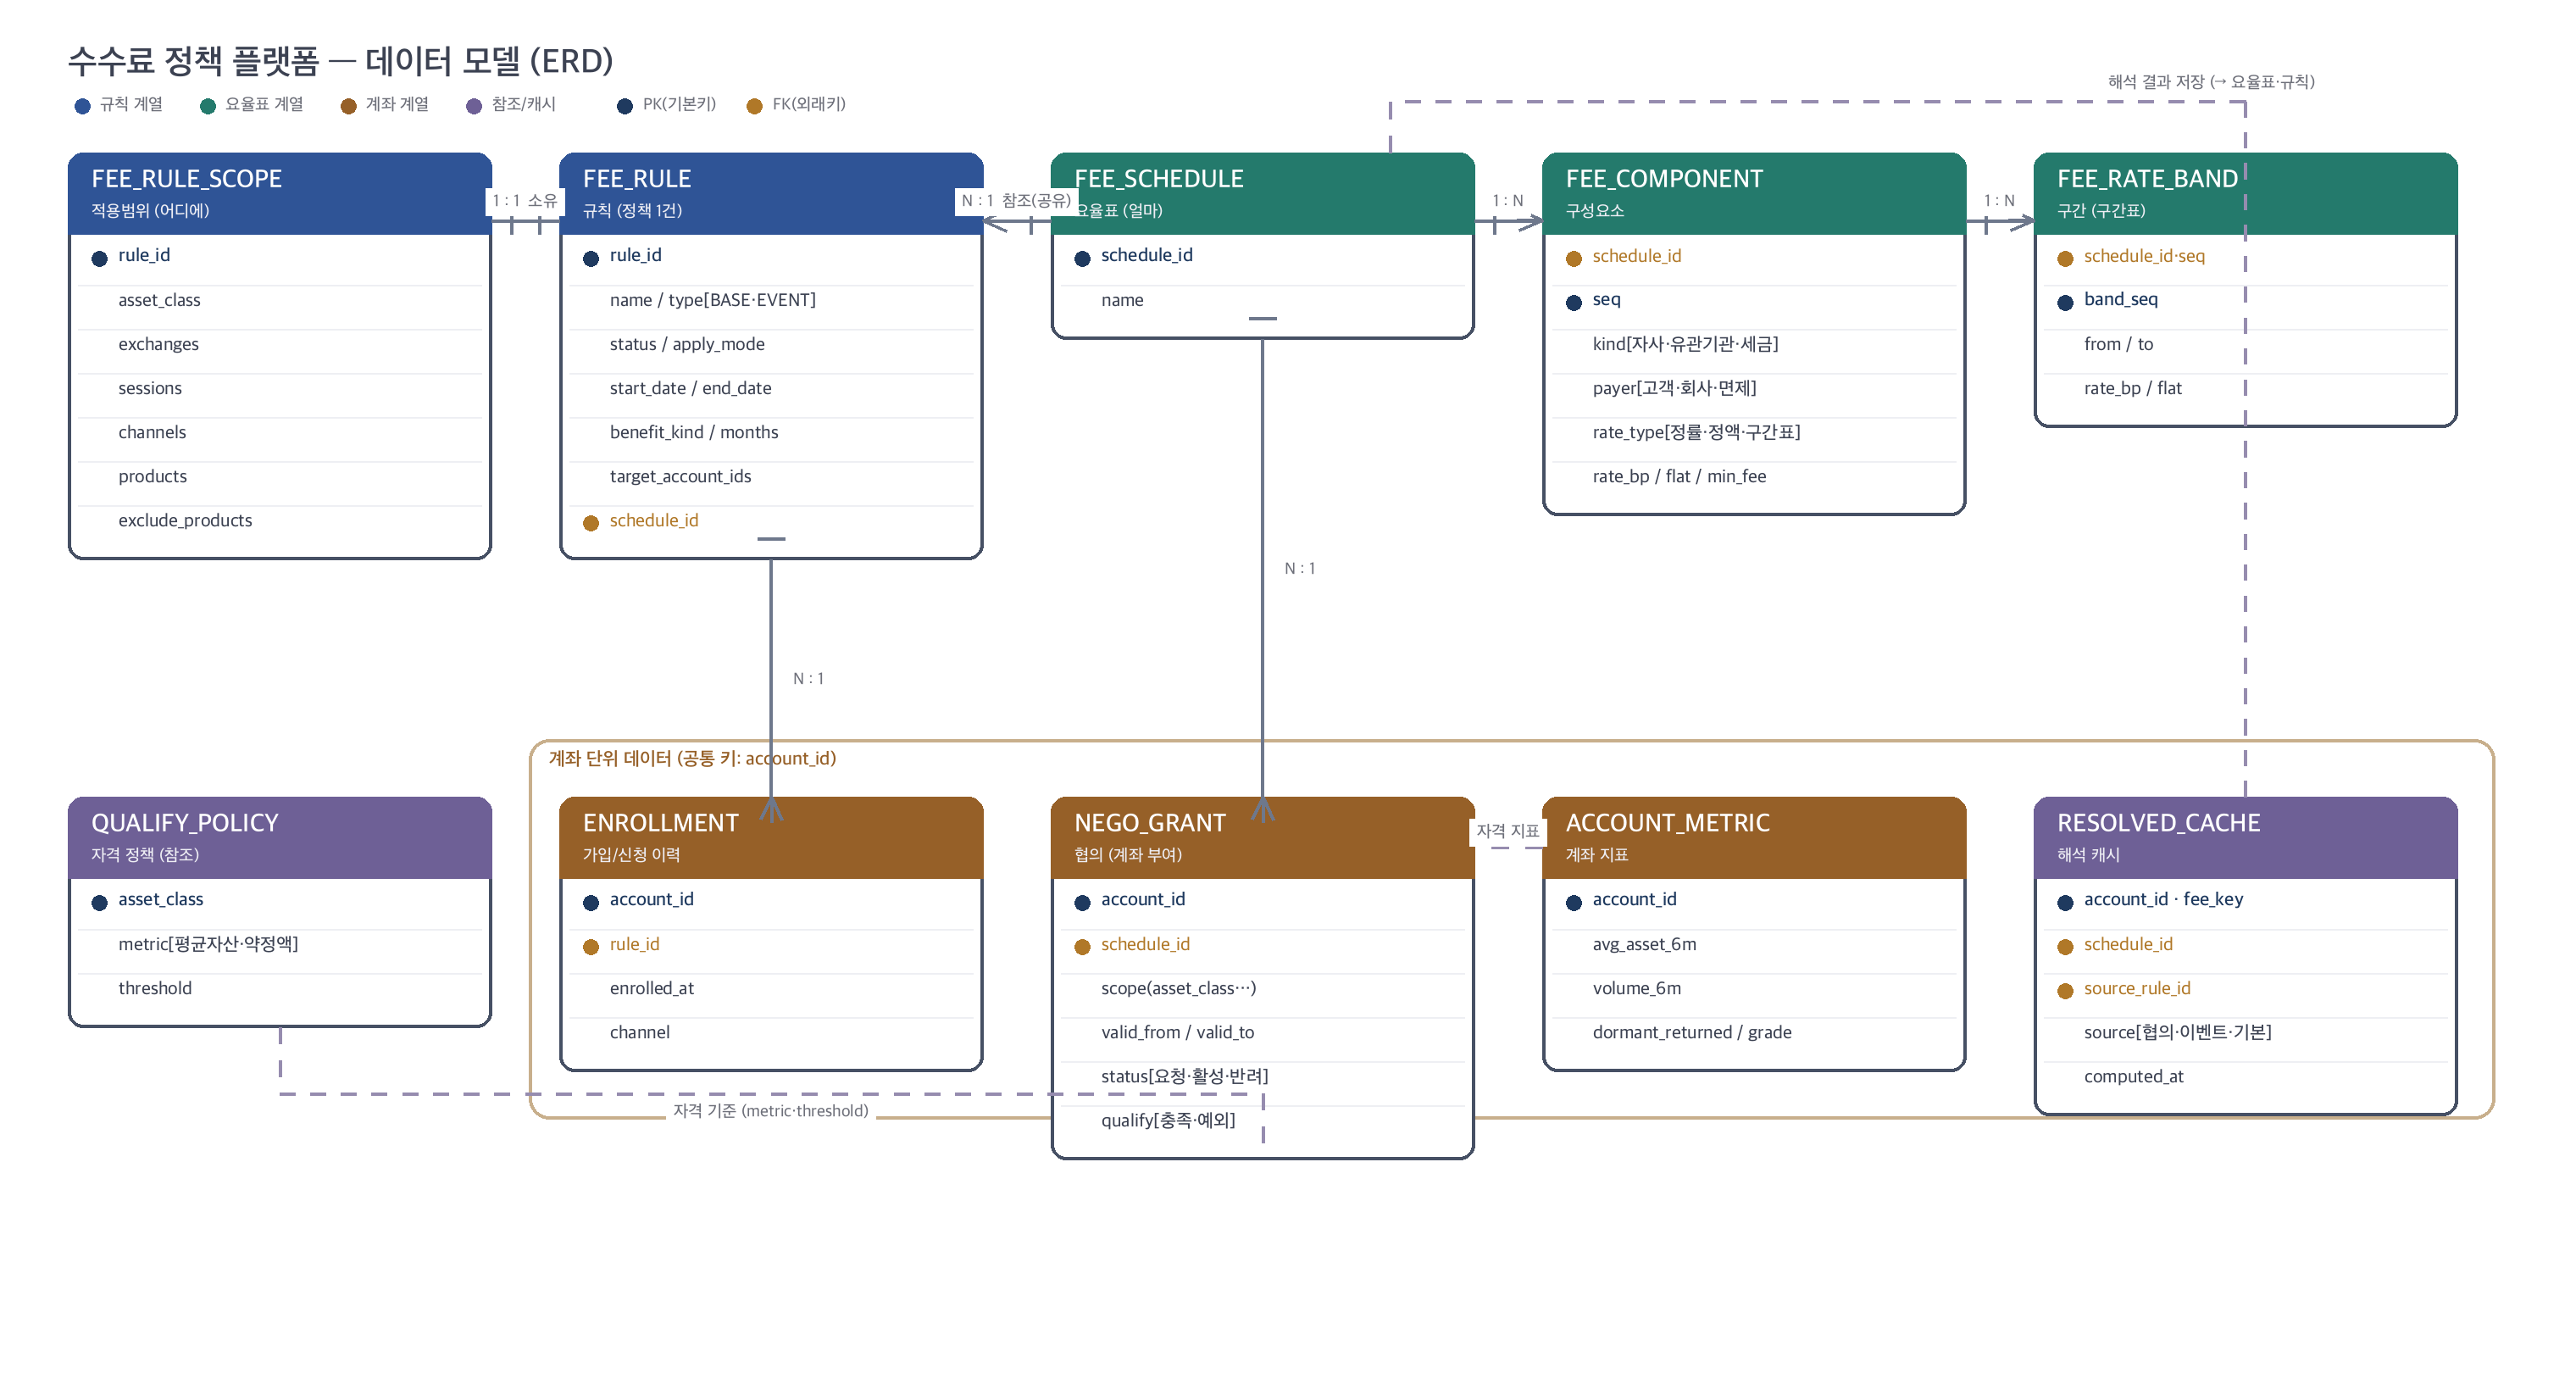 수수료 정책 플랫폼 — 데이터 모델 (ERD)
해석 결과 저장 (→ 요율표·규칙)
규칙 계열
요율표 계열
계좌 계열
참조/캐시
PK(기본키)
FK(외래키)
FEE_RULE_SCOPE
적용범위 (어디에)
rule_id
asset_class
exchanges
sessions
channels
products
exclude_products
1 : 1 소유
FEE_RULE
규칙 (정책 1건)
rule_id
name / type[BASE·EVENT]
status / apply_mode
start_date / end_date
benefit_kind / months
target_account_ids
schedule_id
N : 1 참조(공유)
FEE_SCHEDULE
요율표 (얼마)
schedule_id
name
1 : N
FEE_COMPONENT
구성요소
schedule_id
seq
kind[자사·유관기관·세금]
payer[고객·회사·면제]
rate_type[정률·정액·구간표]
rate_bp / flat / min_fee
1 : N
FEE_RATE_BAND
구간 (구간표)
schedule_id·seq
band_seq
from / to
rate_bp / flat
N : 1
N : 1
계좌 단위 데이터 (공통 키: account_id)
QUALIFY_POLICY
자격 정책 (참조)
asset_class
metric[평균자산·약정액]
threshold
ENROLLMENT
가입/신청 이력
account_id
rule_id
enrolled_at
channel
NEGO_GRANT
협의 (계좌 부여)
account_id
schedule_id
scope(asset_class···)
valid_from / valid_to
status[요청·활성·반려]
qualify[충족·예외]
자격 지표
ACCOUNT_METRIC
계좌 지표
account_id
avg_asset_6m
volume_6m
dormant_returned / grade
RESOLVED_CACHE
해석 캐시
account_id · fee_key
schedule_id
source_rule_id
source[협의·이벤트·기본]
computed_at
자격 기준 (metric·threshold)